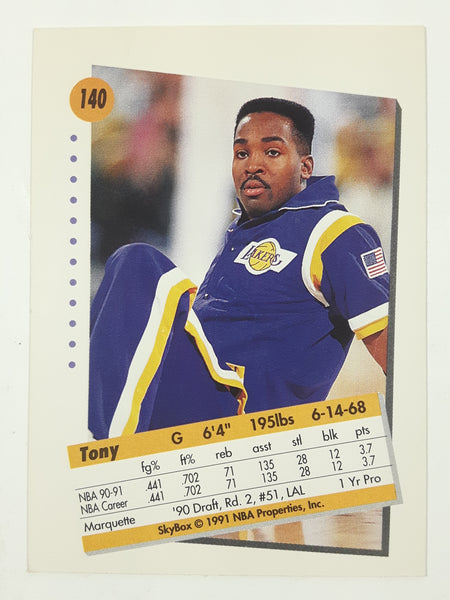 140
LAKERS
Tony G 6'4" 195lbs 6-14-68
fg% ft% reb asst stl blk pts
NBA 90-91 .441 .702 71 135 28 12 3.7
NBA Career .441 .702 71 135 28 12 3.7
Marquette '90 Draft, Rd. 2, #51, LAL 1 Yr Pro
SkyBox © 1991 NBA Properties, Inc.